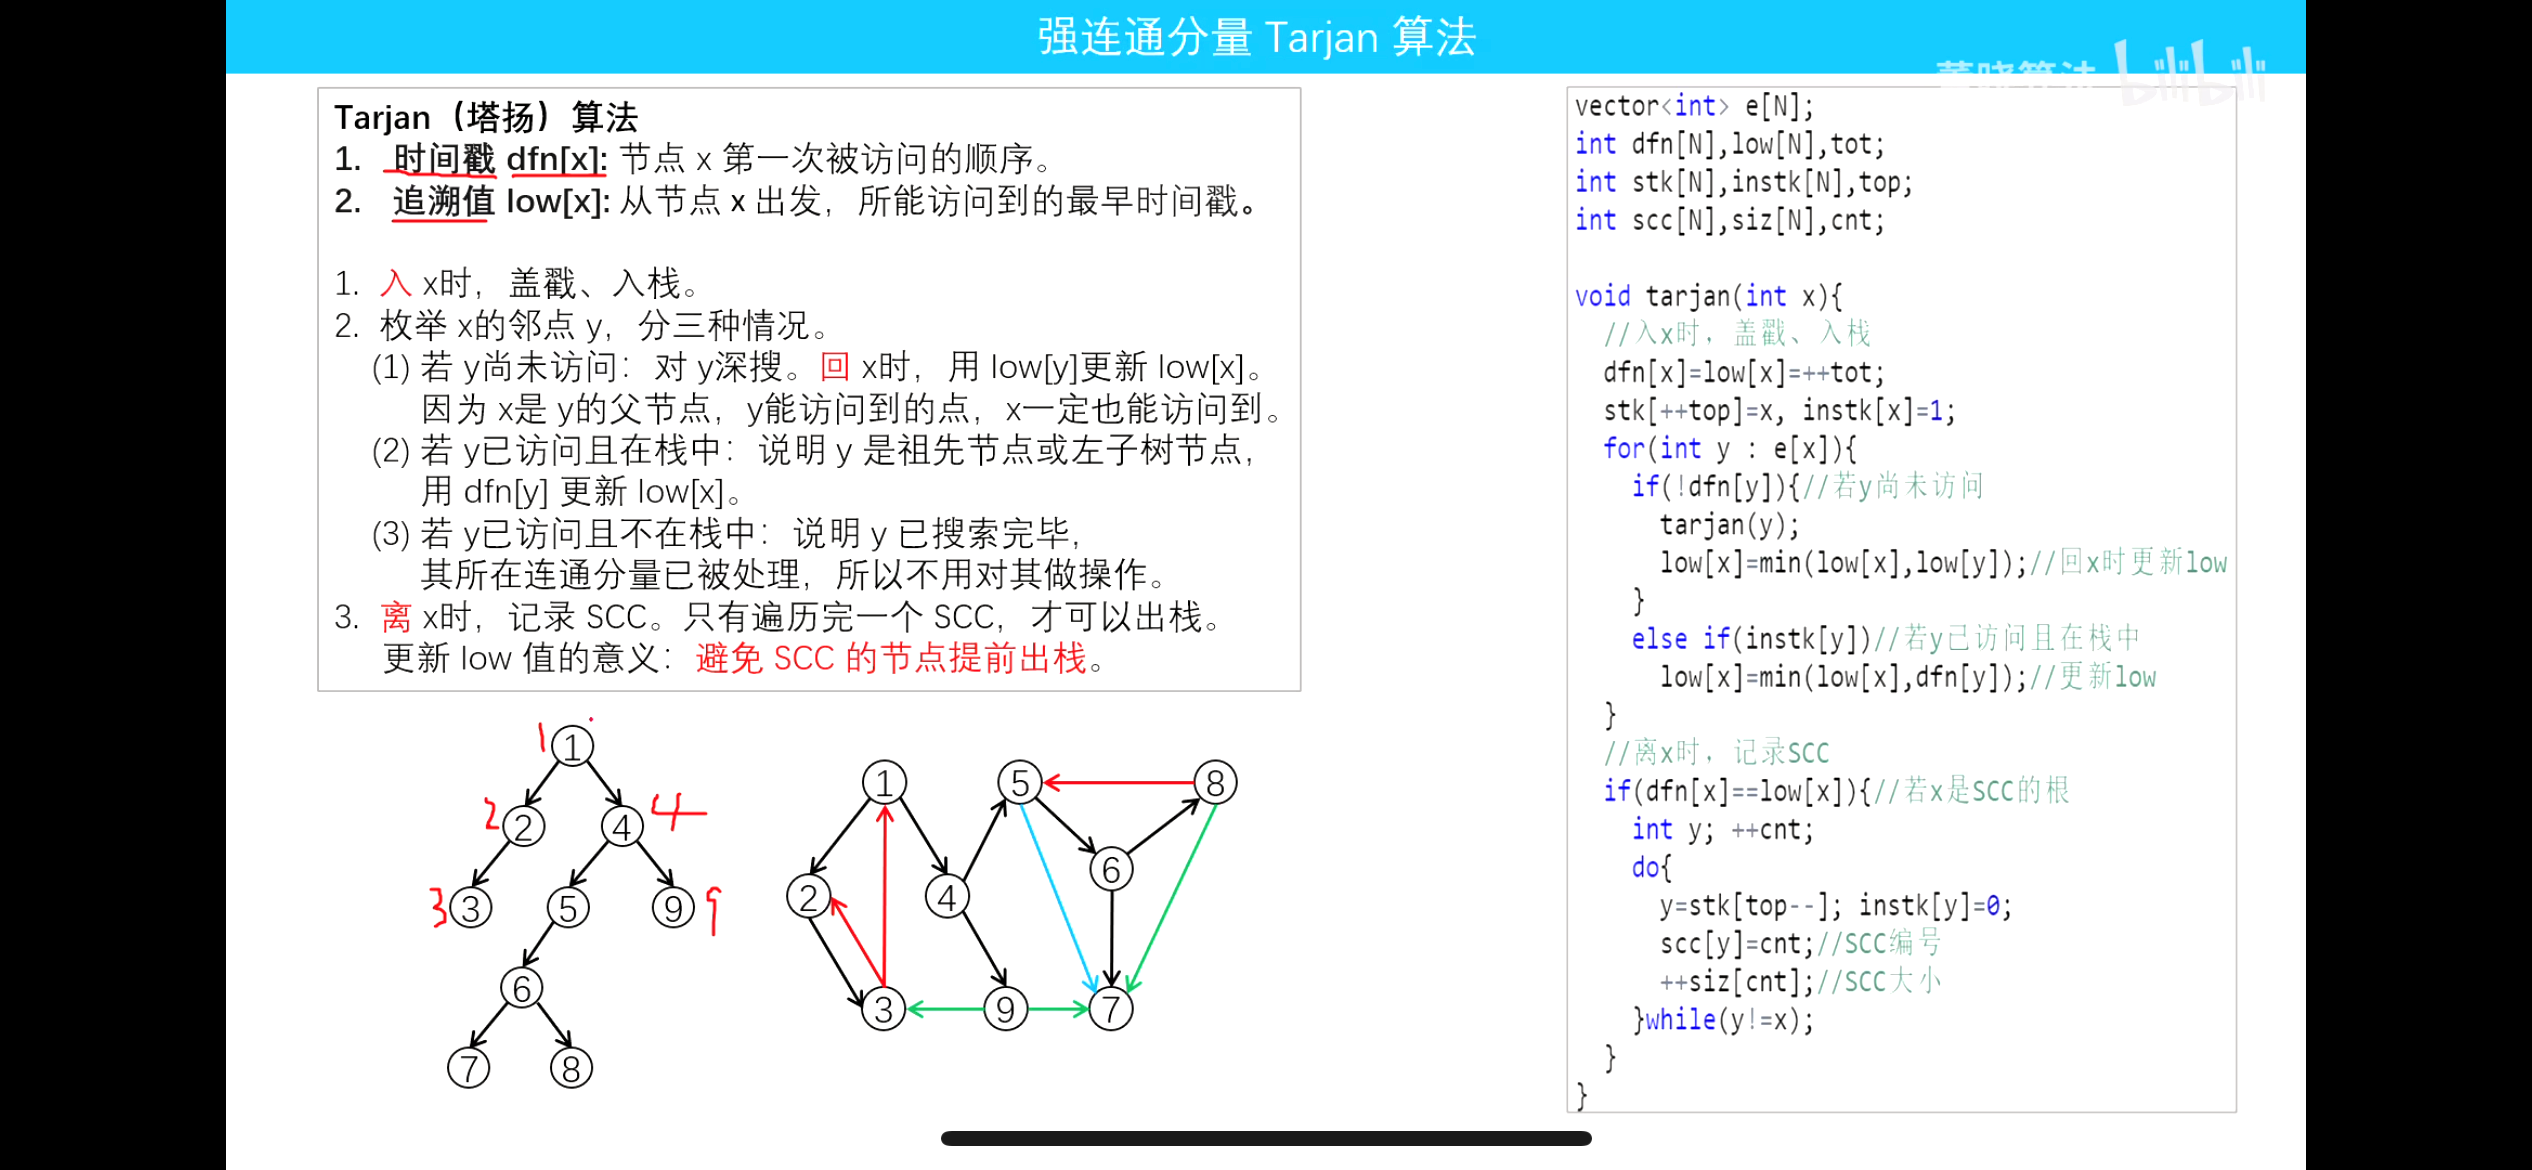 强连通分量 Tarjan 算法
董晓算法 bilibili
Tarjan（塔扬）算法
1. 时间戳 dfn[x]: 节点 x 第一次被访问的顺序。
2. 追溯值 low[x]: 从节点 x 出发，所能访问到的最早时间戳。
1. 入 x时，盖戳、入栈。
2. 枚举 x的邻点 y，分三种情况。
(1) 若 y尚未访问：对 y深搜。回 x时，用 low[y]更新 low[x]。
因为 x是 y的父节点，y能访问到的点，x一定也能访问到。
(2) 若 y已访问且在栈中：说明 y 是祖先节点或左子树节点，
用 dfn[y] 更新 low[x]。
(3) 若 y已访问且不在栈中：说明 y 已搜索完毕，
其所在连通分量已被处理，所以不用对其做操作。
3. 离 x时，记录 SCC。只有遍历完一个 SCC，才可以出栈。
更新 low 值的意义：避免 SCC 的节点提前出栈。
1 1
2 2 4 4
3 3 5 9 9
6
7 8
1 5 8
6
2 4
3 9 7
vector<int> e[N];
int dfn[N],low[N],tot;
int stk[N],instk[N],top;
int scc[N],siz[N],cnt;
void tarjan(int x){
//入x时，盖戳、入栈
dfn[x]=low[x]=++tot;
stk[++top]=x, instk[x]=1;
for(int y : e[x]){
if(!dfn[y]){//若y尚未访问
tarjan(y);
low[x]=min(low[x],low[y]);//回x时更新low
}
else if(instk[y])//若y已访问且在栈中
low[x]=min(low[x],dfn[y]);//更新low
}
//离x时，记录SCC
if(dfn[x]==low[x]){//若x是SCC的根
int y; ++cnt;
do{
y=stk[top--]; instk[y]=0;
scc[y]=cnt;//SCC编号
++siz[cnt];//SCC大小
}while(y!=x);
}
}